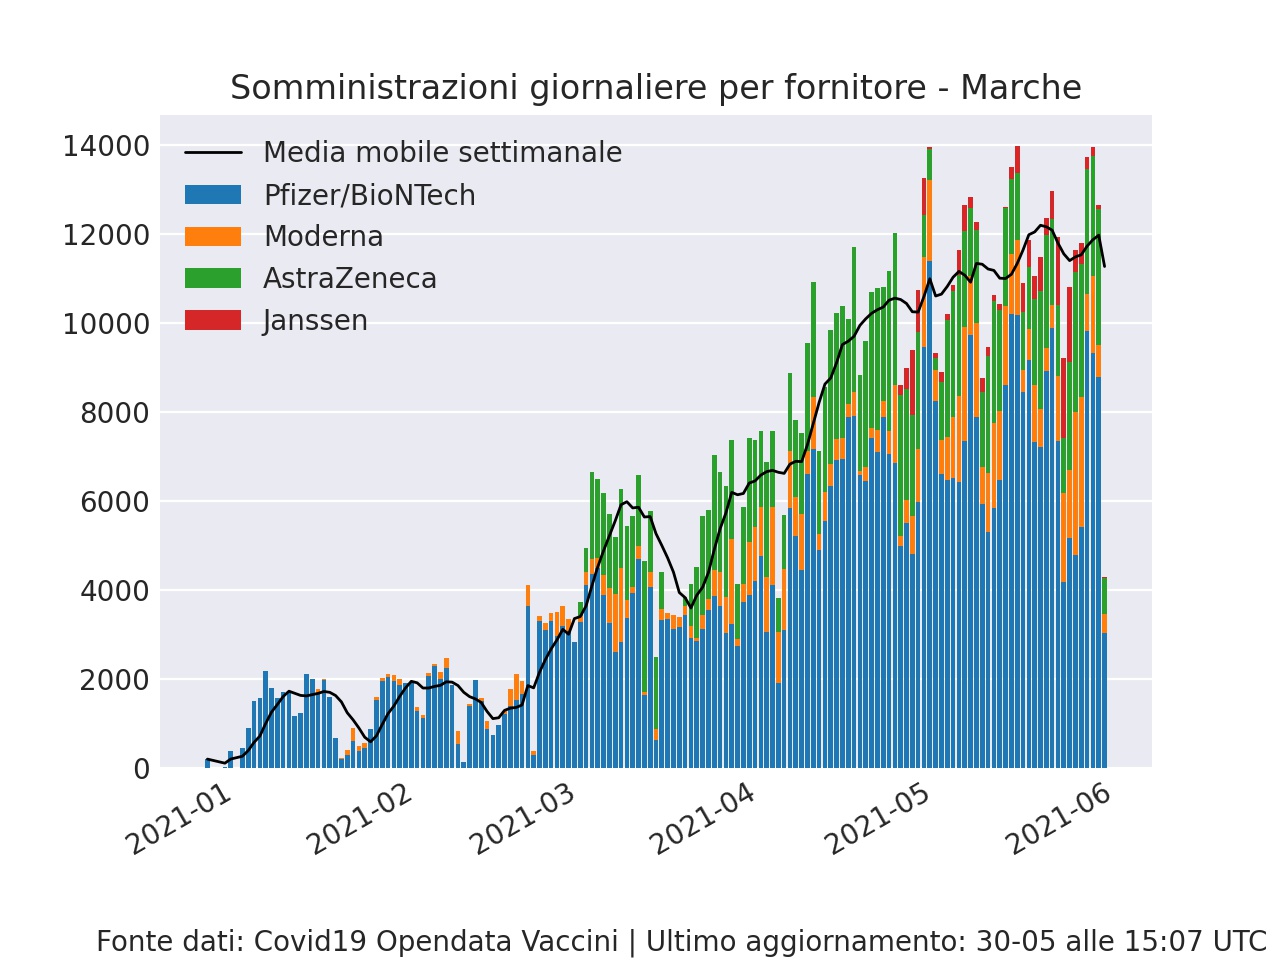 Somministrazioni giornaliere per fornitore - Marche
Media mobile settimanale
Pfizer/BioNTech
Moderna
AstraZeneca
Janssen
14000
12000
10000
8000
6000
4000
2000
0
2021-01
2021-02
2021-03
2021-04
2021-05
2021-06
Fonte dati: Covid19 Opendata Vaccini | Ultimo aggiornamento: 30-05 alle 15:07 UTC